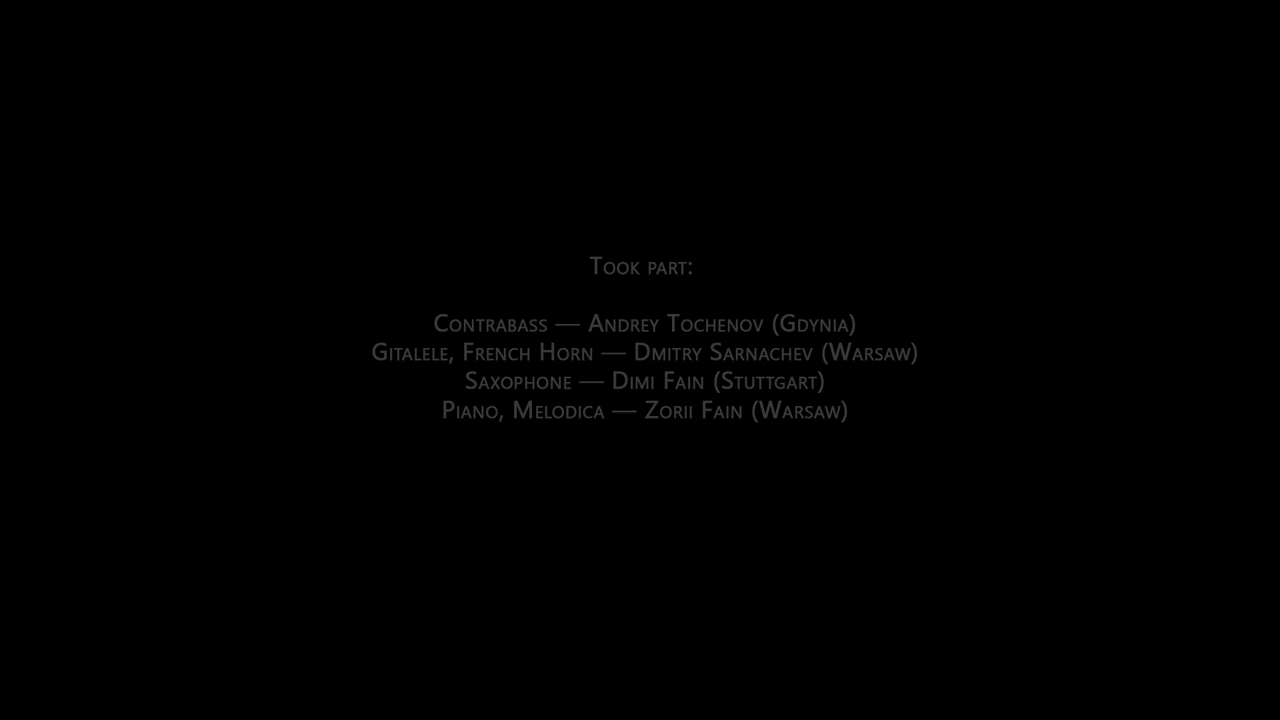 Took part:
Contrabass — Andrey Tochenov (Gdynia)
Gitalele, French Horn — Dmitry Sarnachev (Warsaw)
Saxophone — Dimi Fain (Stuttgart)
Piano, Melodica — Zorii Fain (Warsaw)